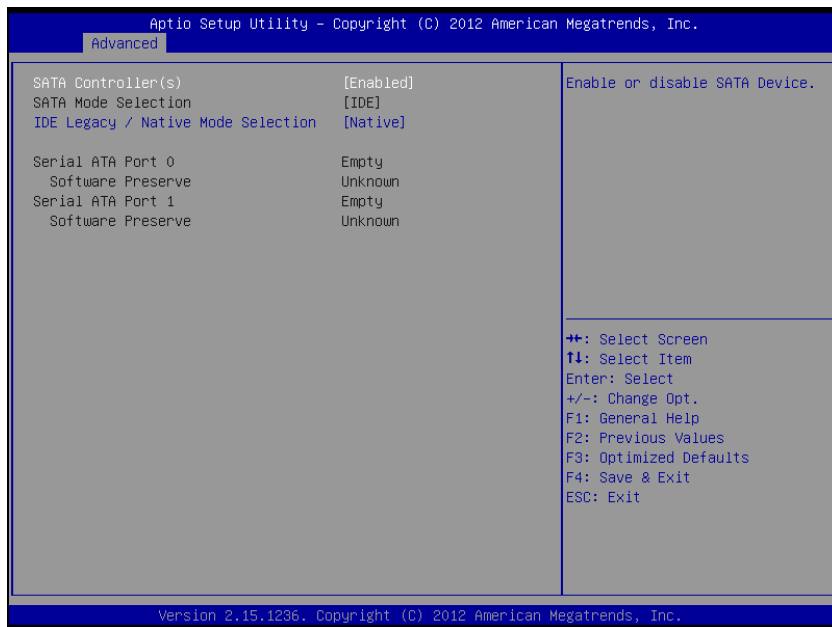 Aptio Setup Utility – Copyright (C) 2012 American Megatrends, Inc.
Advanced
SATA Controller(s) [Enabled]
SATA Mode Selection [IDE]
IDE Legacy / Native Mode Selection [Native]
Serial ATA Port 0 Empty
Software Preserve Unknown
Serial ATA Port 1 Empty
Software Preserve Unknown
Enable or disable SATA Device.
→←: Select Screen
↑↓: Select Item
Enter: Select
+/-: Change Opt.
F1: General Help
F2: Previous Values
F3: Optimized Defaults
F4: Save & Exit
ESC: Exit
Version 2.15.1236. Copyright (C) 2012 American Megatrends, Inc.